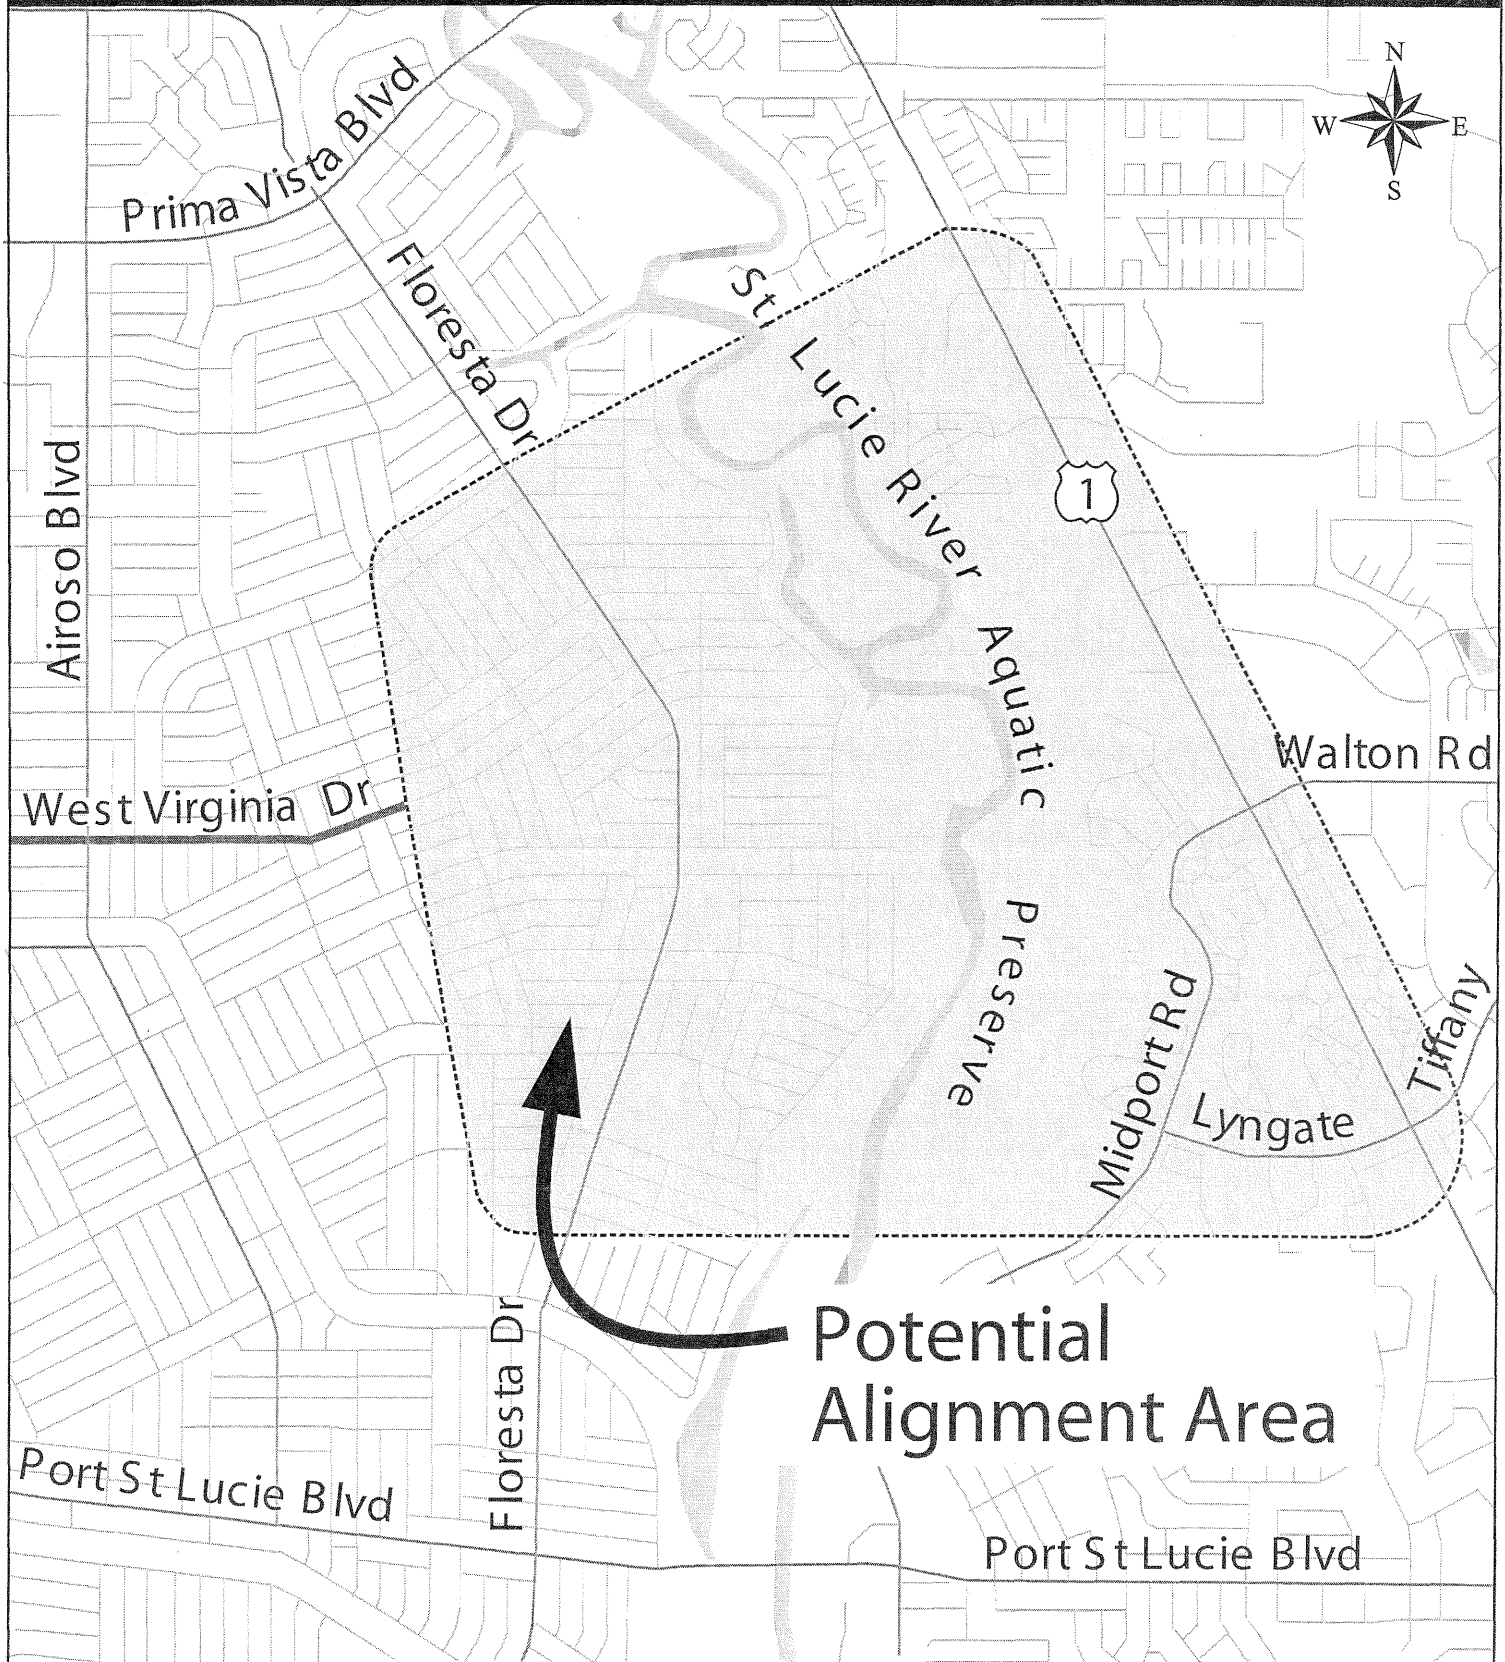 N
W E
S
Prima Vista Blvd
Floresta Dr
St. Lucie River Aquatic Preserve
1
Airoso Blvd
West Virginia Dr
Walton Rd
Tiffany
Midport Rd
Lyngate
Potential
Alignment Area
Floresta Dr
Port St Lucie Blvd
Port St Lucie Blvd